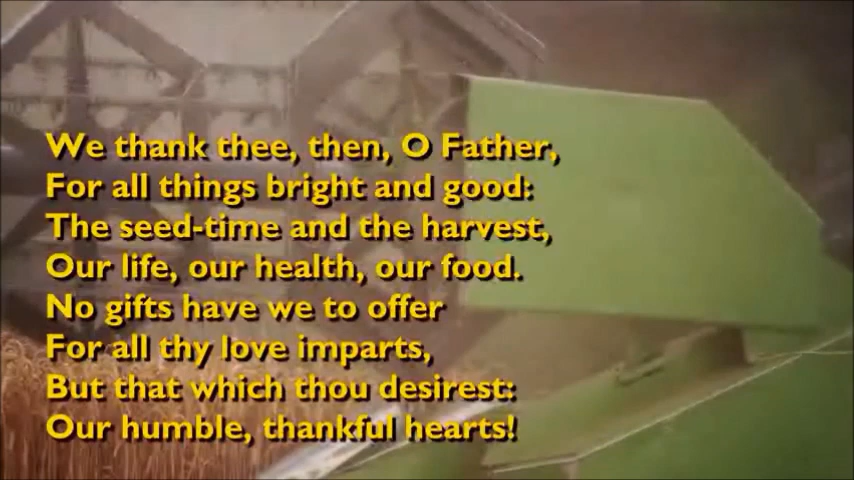 We thank thee, then, O Father,
For all things bright and good:
The seed-time and the harvest,
Our life, our health, our food.
No gifts have we to offer
For all thy love imparts,
But that which thou desirest:
Our humble, thankful hearts!